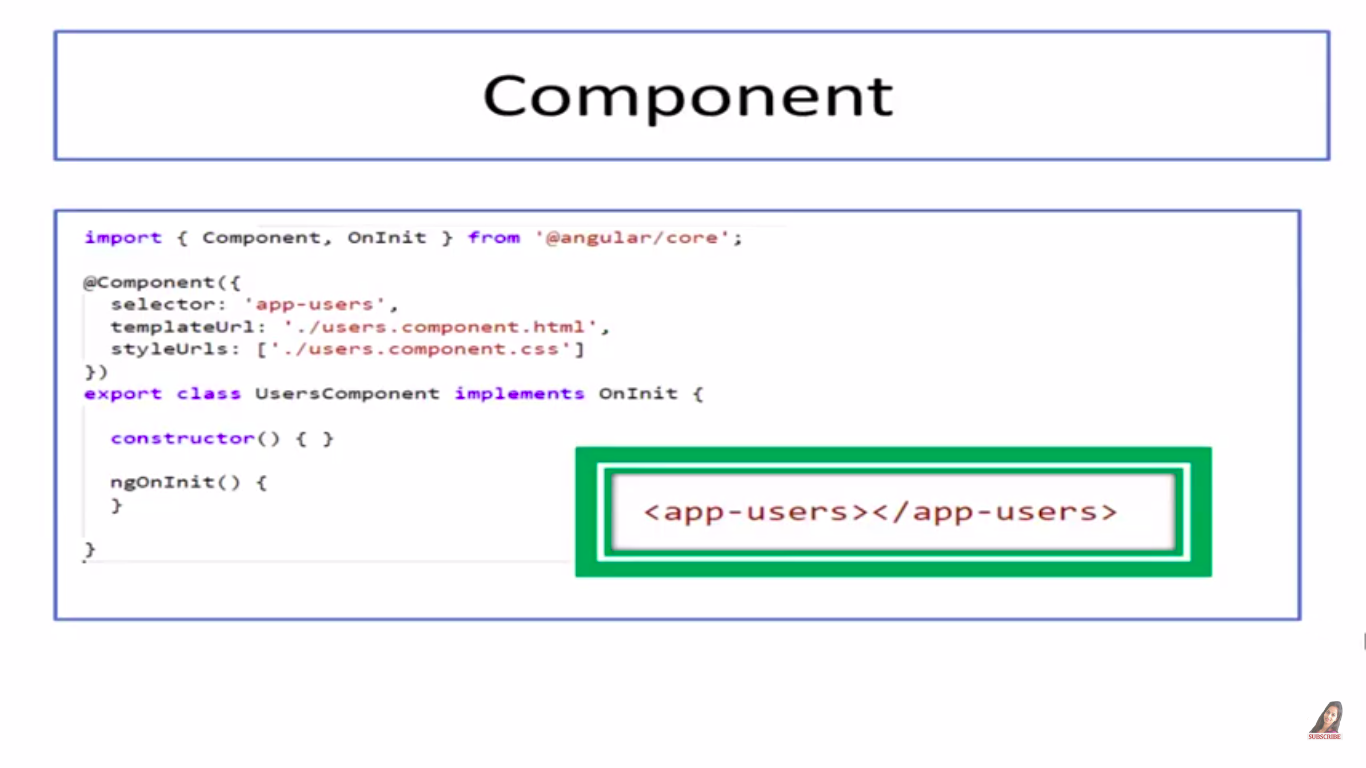 Component
import { Component, OnInit } from '@angular/core';
@Component({
selector: 'app-users',
templateUrl: './users.component.html',
styleUrls: ['./users.component.css']
})
export class UsersComponent implements OnInit {
constructor() { }
ngOnInit() {
}
}
<app-users></app-users>
SUBSCRIBE